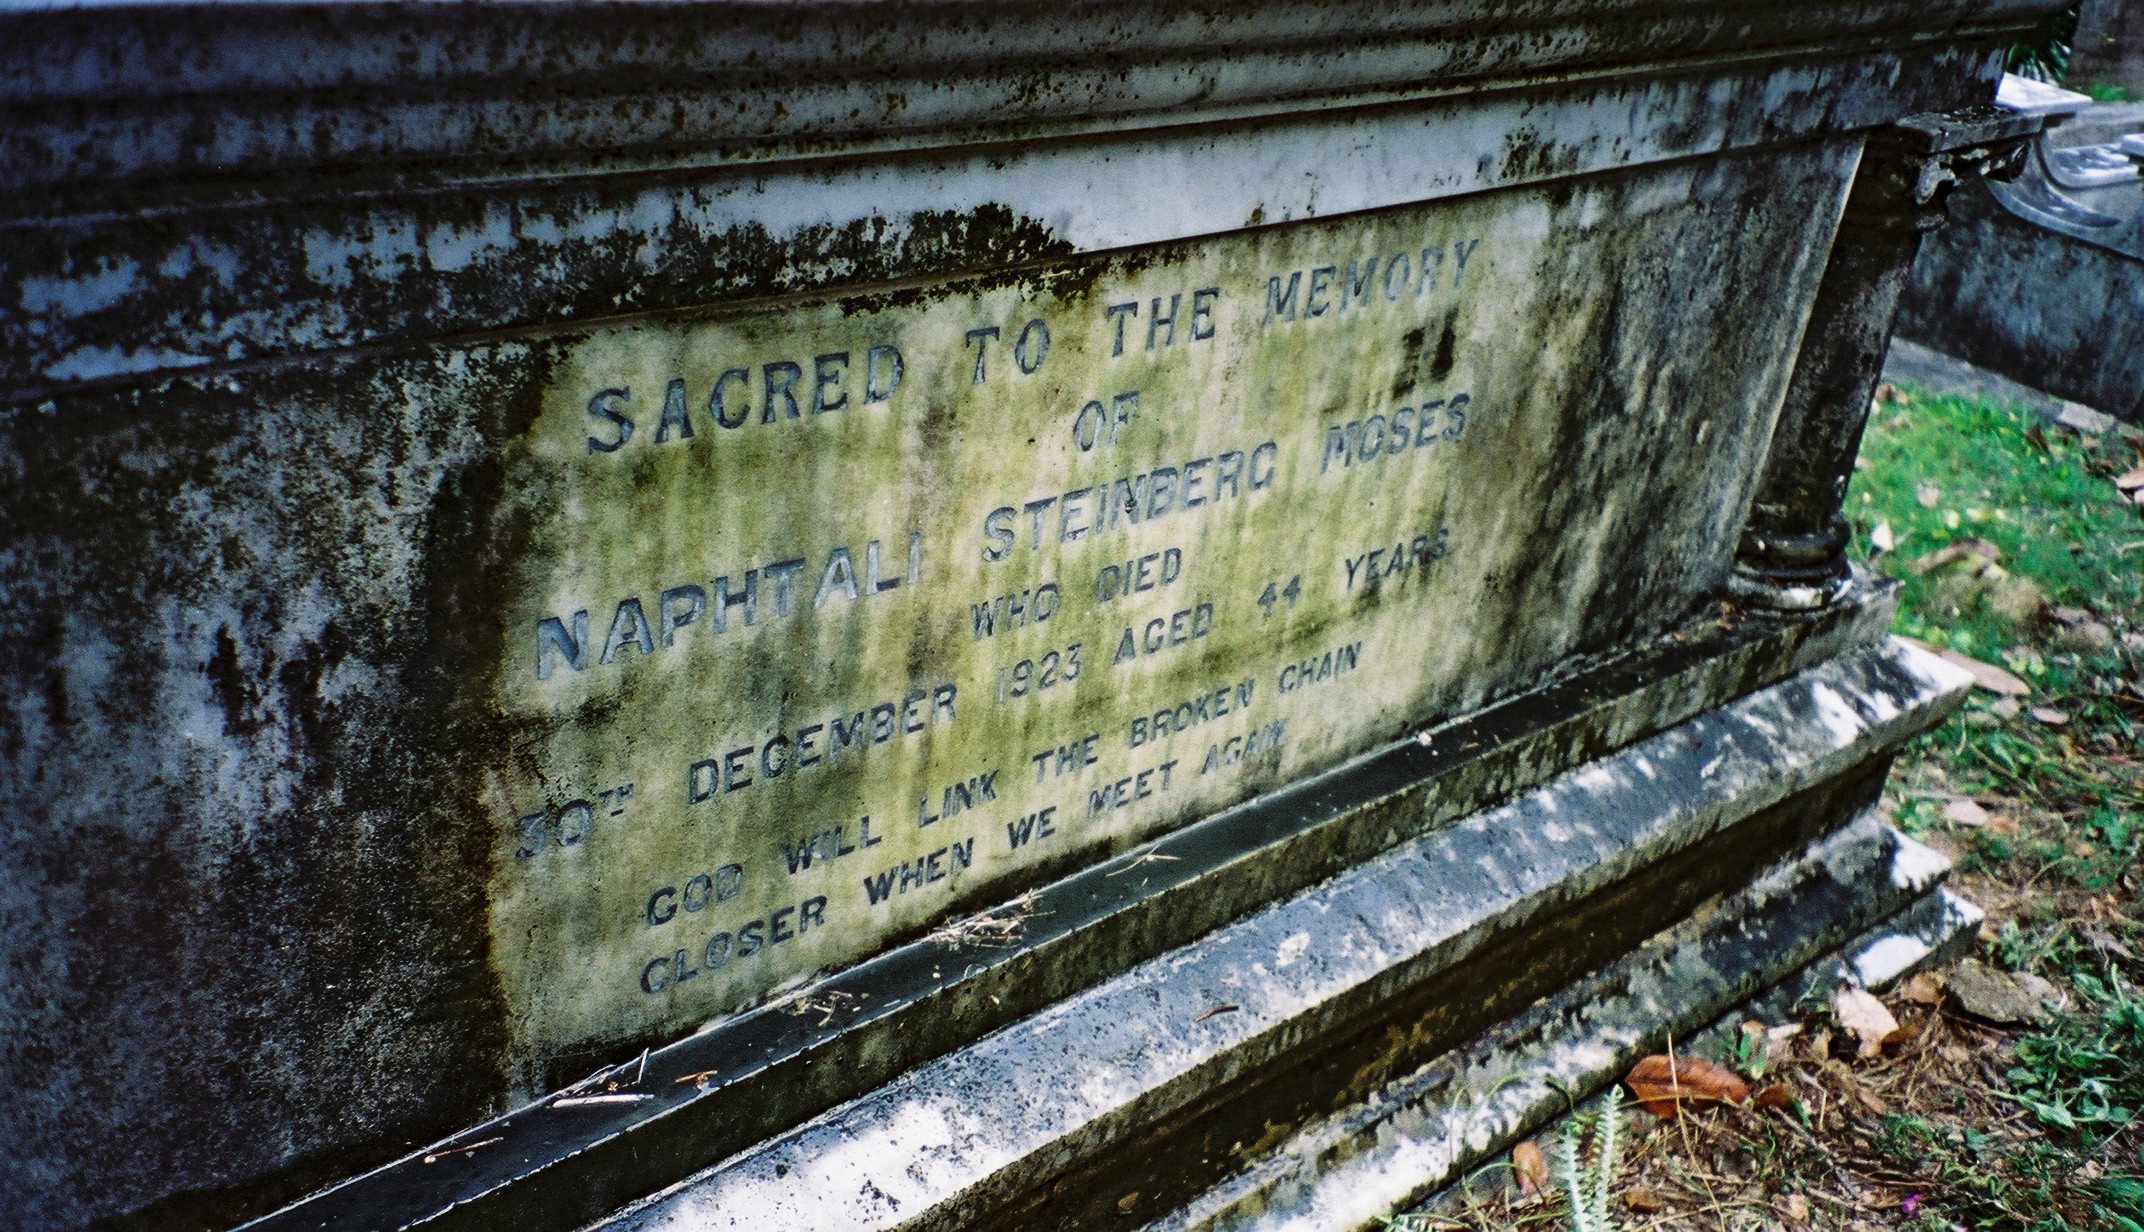 SACRED TO THE MEMORY
OF
NAPHTALI STEINBERG MOSES
WHO DIED
30TH DECEMBER 1923 AGED 44 YEARS
GOD WILL LINK THE BROKEN CHAIN
CLOSER WHEN WE MEET AGAIN